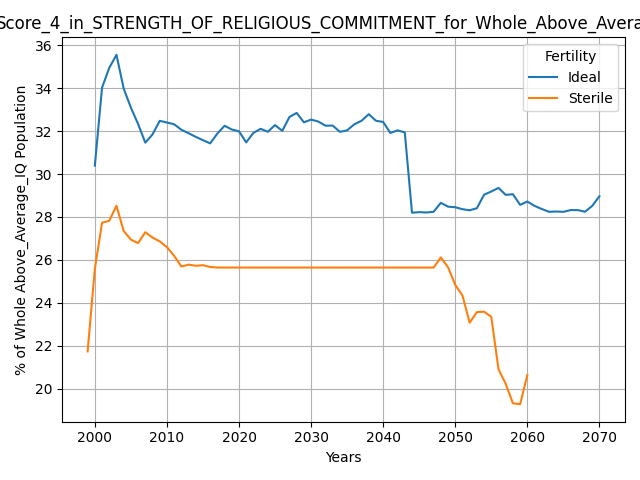 Score_4_in_STRENGTH_OF_RELIGIOUS_COMMITMENT_for_Whole_Above_Avera
Fertility
Ideal
Sterile
% of Whole Above_Average_IQ Population
36
34
32
30
28
26
24
22
20
2000 2010 2020 2030 2040 2050 2060 2070
Years